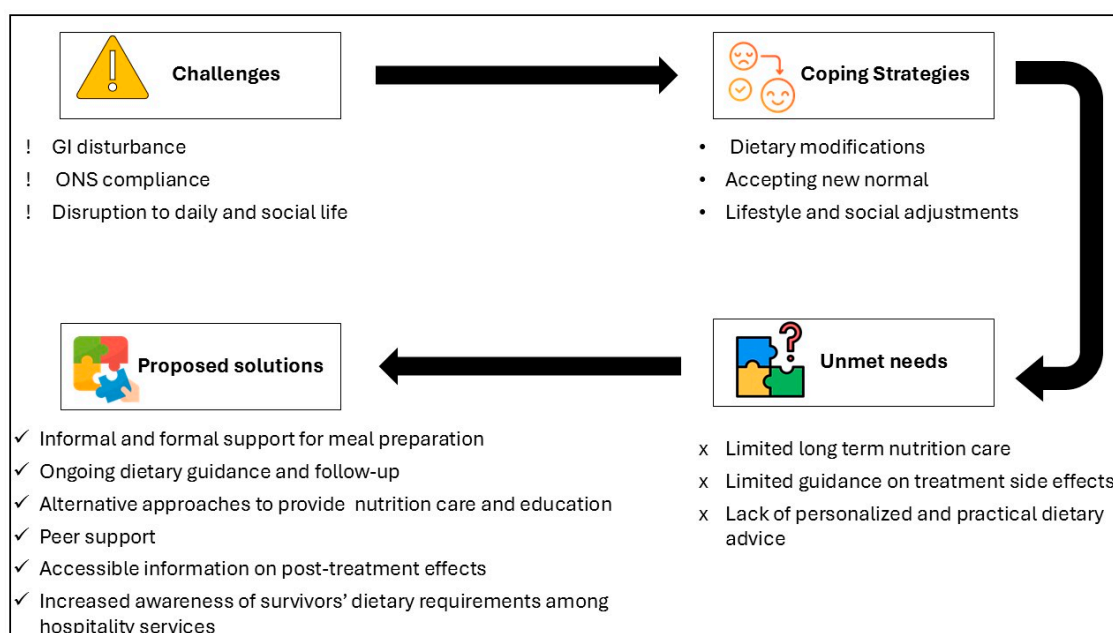 Challenges
! GI disturbance
! ONS compliance
! Disruption to daily and social life
Coping Strategies
• Dietary modifications
• Accepting new normal
• Lifestyle and social adjustments
Unmet needs
x Limited long term nutrition care
x Limited guidance on treatment side effects
x Lack of personalized and practical dietary
advice
Proposed solutions
✓ Informal and formal support for meal preparation
✓ Ongoing dietary guidance and follow-up
✓ Alternative approaches to provide nutrition care and education
✓ Peer support
✓ Accessible information on post-treatment effects
✓ Increased awareness of survivors’ dietary requirements among
hospitality services